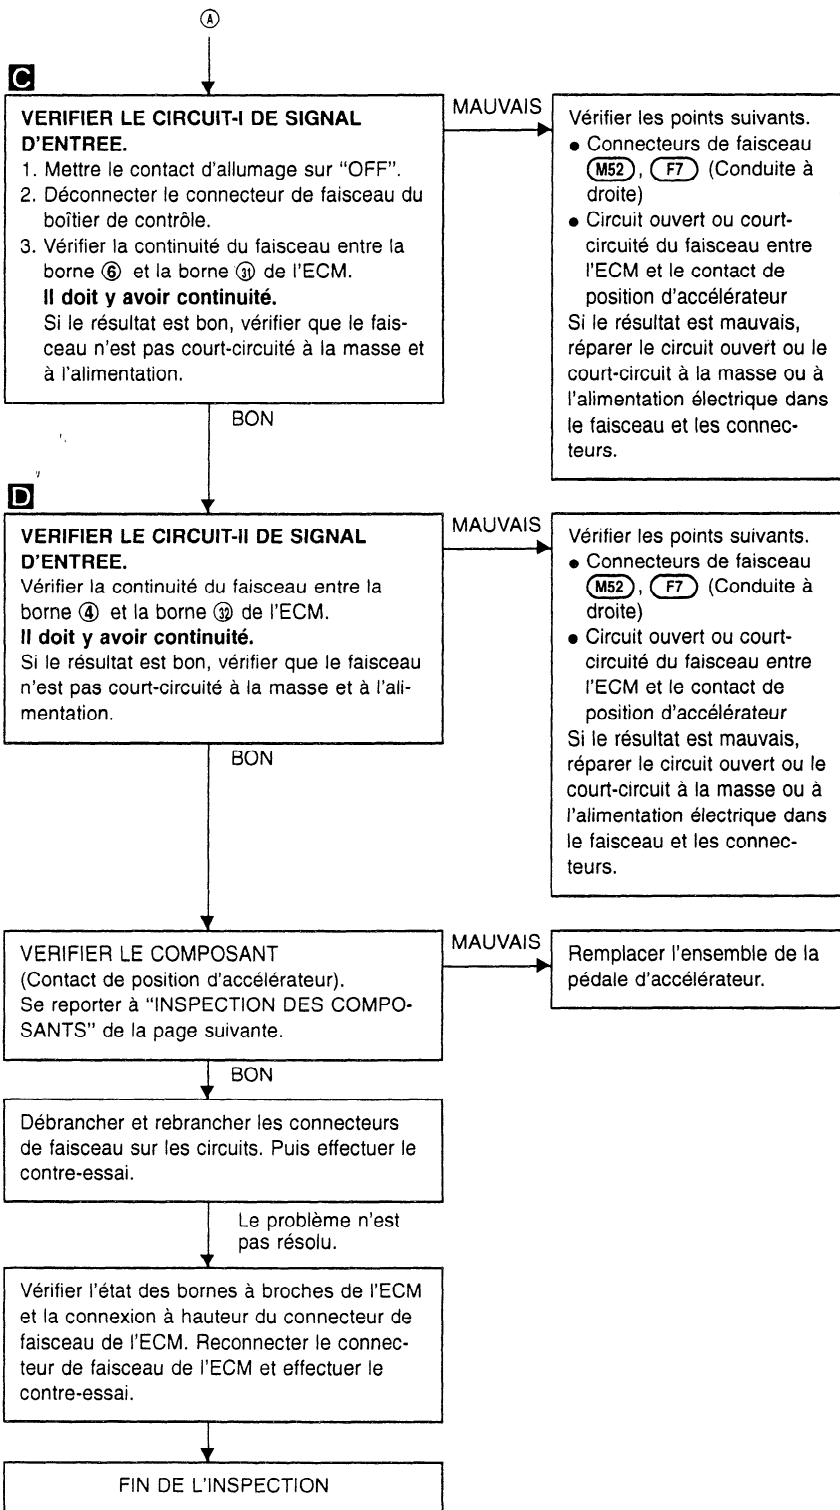 Ⓐ
C
VERIFIER LE CIRCUIT-I DE SIGNAL
D'ENTREE.
1. Mettre le contact d'allumage sur "OFF".
2. Déconnecter le connecteur de faisceau du
boîtier de contrôle.
3. Vérifier la continuité du faisceau entre la
borne ⑥ et la borne ㉛ de l'ECM.
Il doit y avoir continuité.
Si le résultat est bon, vérifier que le fais-
ceau n'est pas court-circuité à la masse et
à l'alimentation.
MAUVAIS
Vérifier les points suivants.
● Connecteurs de faisceau
M52, F7 (Conduite à
droite)
● Circuit ouvert ou court-
circuité du faisceau entre
l'ECM et le contact de
position d'accélérateur
Si le résultat est mauvais,
réparer le circuit ouvert ou le
court-circuit à la masse ou à
l'alimentation électrique dans
le faisceau et les connec-
teurs.
BON
D
VERIFIER LE CIRCUIT-II DE SIGNAL
D'ENTREE.
Vérifier la continuité du faisceau entre la
borne ④ et la borne ㉜ de l'ECM.
Il doit y avoir continuité.
Si le résultat est bon, vérifier que le faisceau
n'est pas court-circuité à la masse et à l'ali-
mentation.
MAUVAIS
Vérifier les points suivants.
● Connecteurs de faisceau
M52, F7 (Conduite à
droite)
● Circuit ouvert ou court-
circuité du faisceau entre
l'ECM et le contact de
position d'accélérateur
Si le résultat est mauvais,
réparer le circuit ouvert ou le
court-circuit à la masse ou à
l'alimentation électrique dans
le faisceau et les connec-
teurs.
BON
VERIFIER LE COMPOSANT
(Contact de position d'accélérateur).
Se reporter à "INSPECTION DES COMPO-
SANTS" de la page suivante.
MAUVAIS
Remplacer l'ensemble de la
pédale d'accélérateur.
BON
Débrancher et rebrancher les connecteurs
de faisceau sur les circuits. Puis effectuer le
contre-essai.
Le problème n'est
pas résolu.
Vérifier l'état des bornes à broches de l'ECM
et la connexion à hauteur du connecteur de
faisceau de l'ECM. Reconnecter le connec-
teur de faisceau de l'ECM et effectuer le
contre-essai.
FIN DE L'INSPECTION